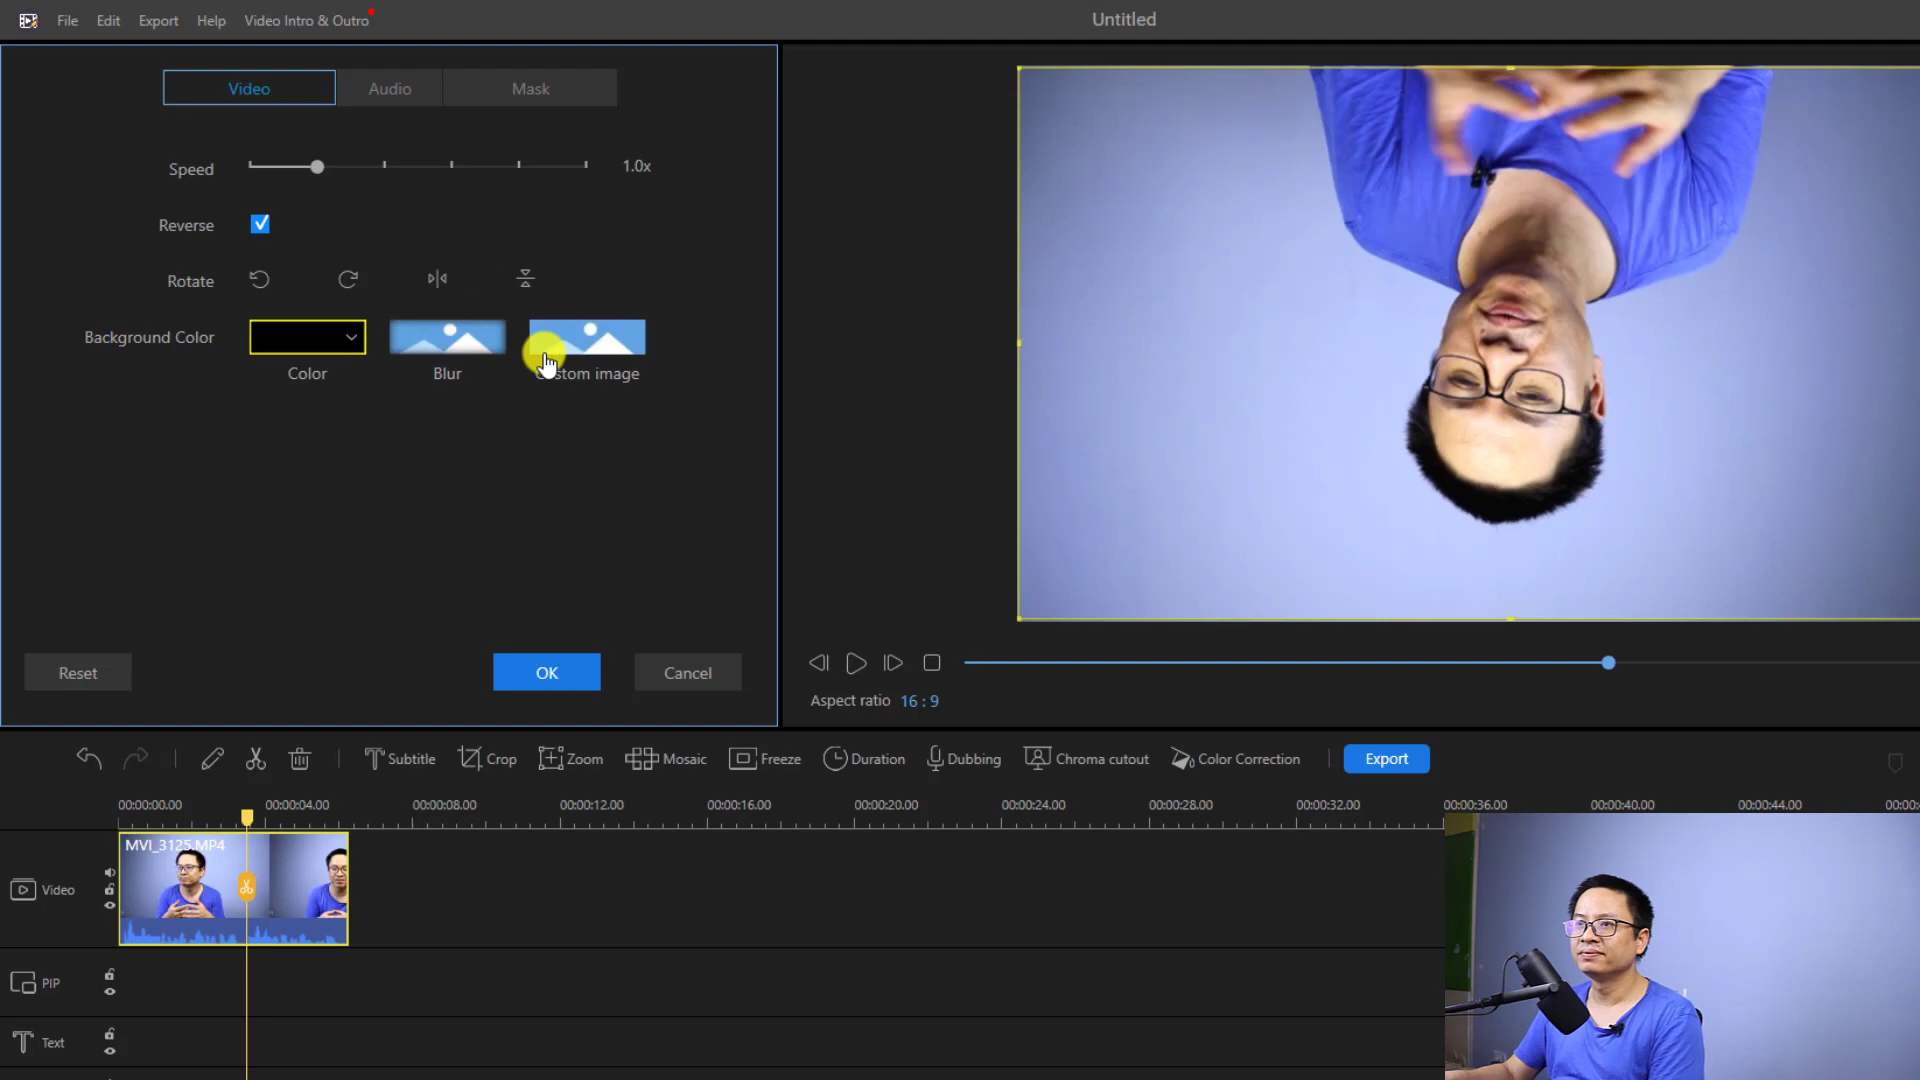 File Edit Export Help Video Intro & Outro
Untitled
Video Audio Mask
Speed 1.0x
Reverse
Rotate
Background Color
Color Blur Custom image
Reset OK Cancel
Aspect ratio 16 : 9
Subtitle Crop Zoom Mosaic Freeze Duration Dubbing Chroma cutout Color Correction Export
00:00:00.00 00:00:04.00 00:00:08.00 00:00:12.00 00:00:16.00 00:00:20.00 00:00:24.00 00:00:28.00 00:00:32.00 00:00:36.00 00:00:40.00 00:00:44.00 00:00:
MVI_3125.MP4
Video
PIP
Text